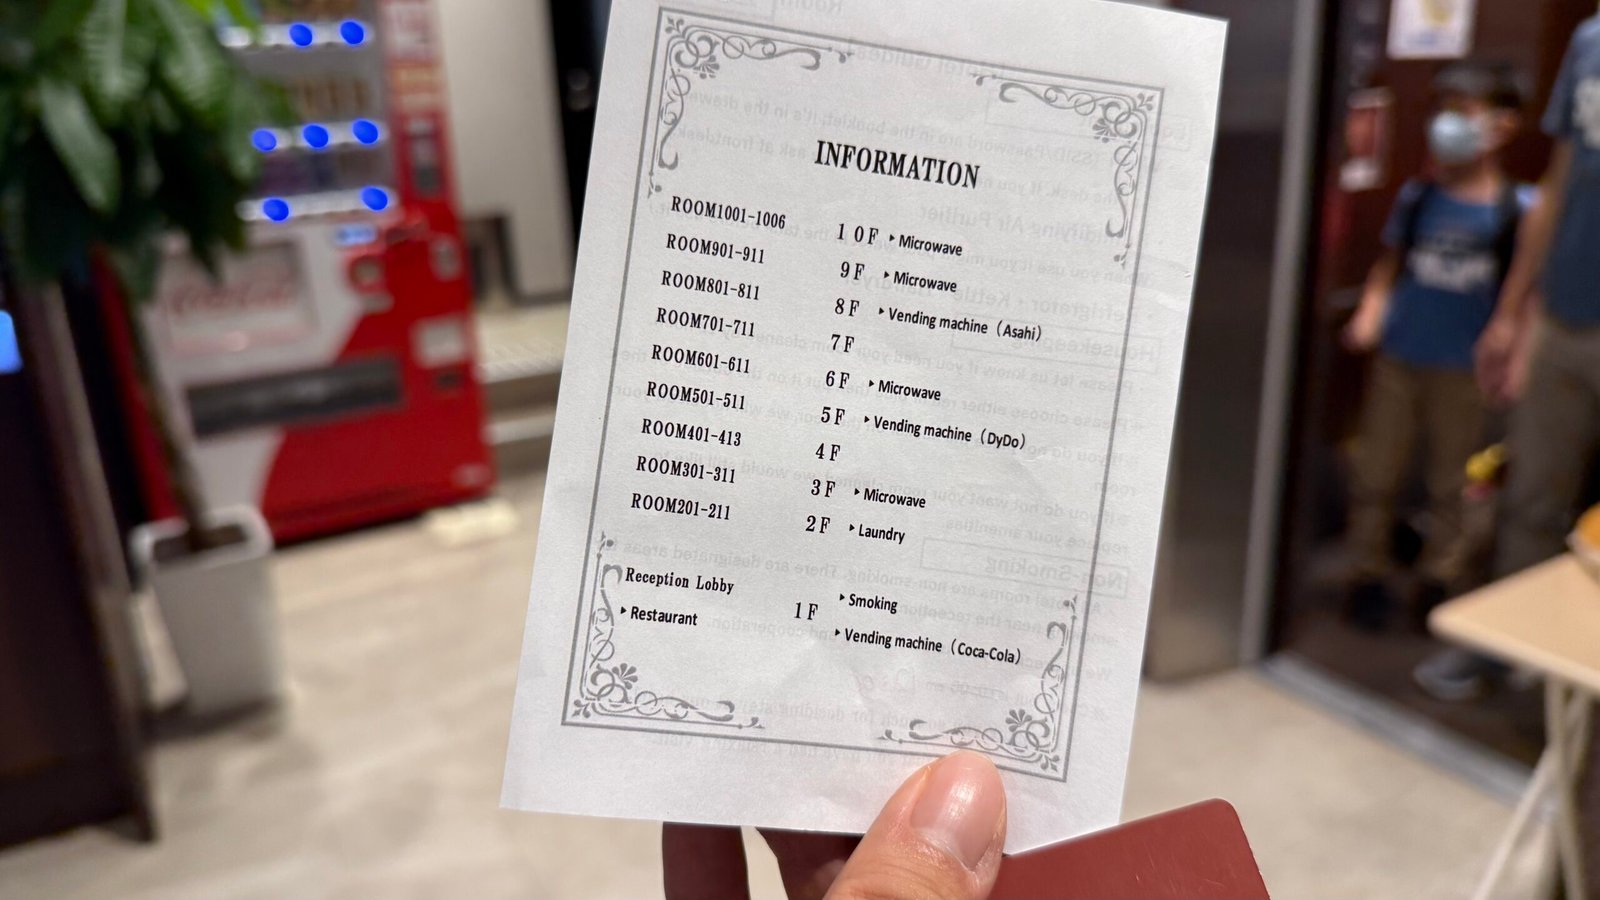 INFORMATION
ROOM1001-1006 10F ▸ Microwave
ROOM901-911 9F ▸ Microwave
ROOM801-811 8F ▸ Vending machine (Asahi)
ROOM701-711 7F
ROOM601-611 6F ▸ Microwave
ROOM501-511 5F ▸ Vending machine (DyDo)
ROOM401-413 4F
ROOM301-311 3F ▸ Microwave
ROOM201-211 2F ▸ Laundry
Reception Lobby
▸ Restaurant
1F
▸ Smoking
▸ Vending machine (Coca-Cola)
Coca-Cola